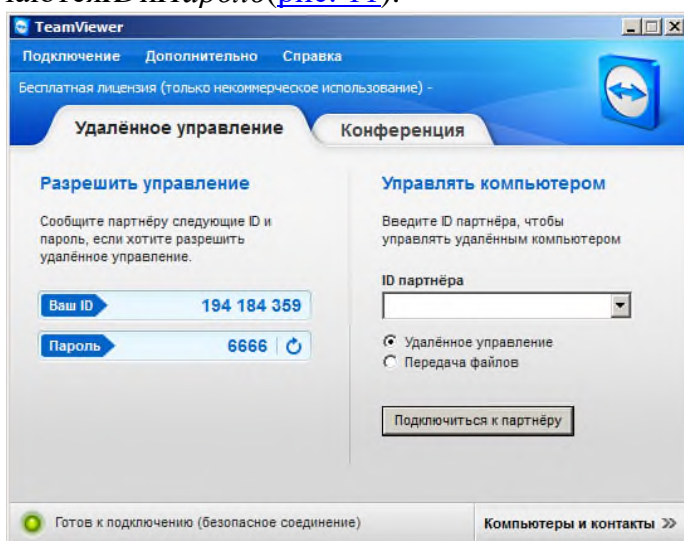 TeamViewer
Подключение Дополнительно Справка
Бесплатная лицензия (только некоммерческое использование) -
Удалённое управление
Конференция
Разрешить управление
Сообщите партнёру следующие ID и
пароль, если хотите разрешить
удалённое управление.
Ваш ID 194 184 359
Пароль 6666
Управлять компьютером
Введите ID партнёра, чтобы
управлять удалённым компьютером
ID партнёра
Удалённое управление
Передача файлов
Подключиться к партнёру
Готов к подключению (безопасное соединение)
Компьютеры и контакты >>